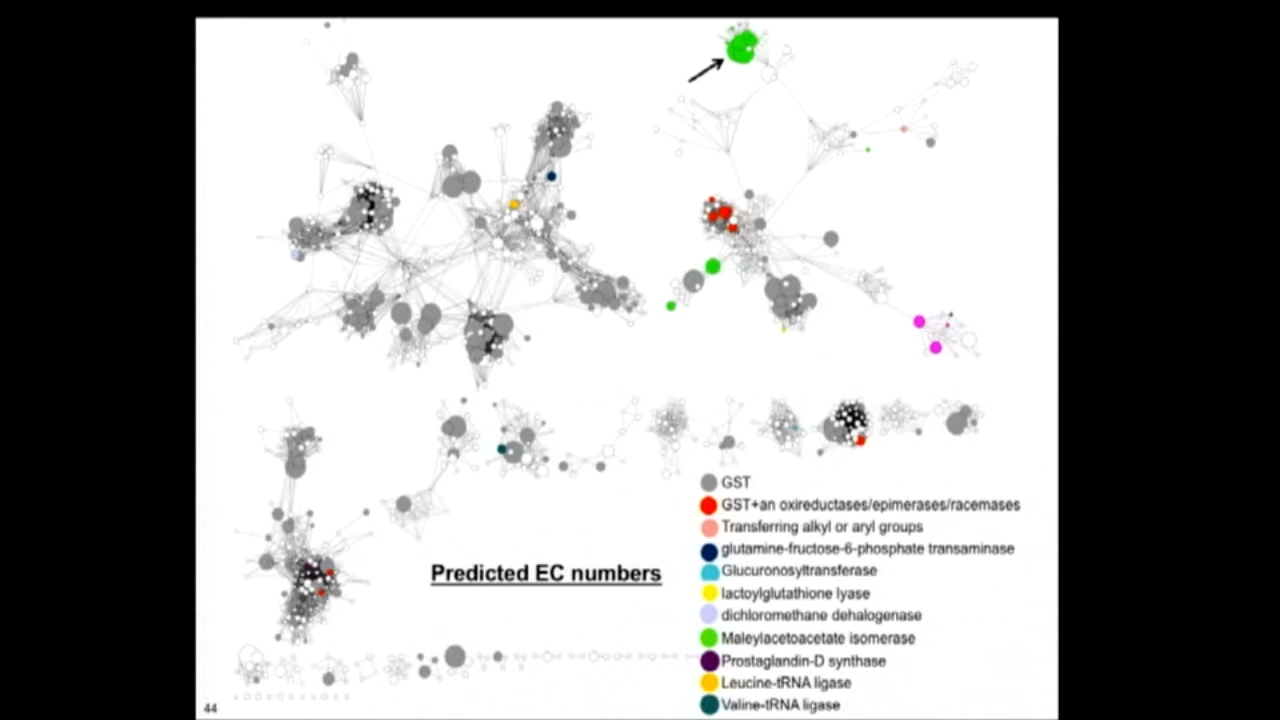 GST
GST+an oxireductases/epimerases/racemases
Transferring alkyl or aryl groups
glutamine-fructose-6-phosphate transaminase
Predicted EC numbers
Glucuronosyltransferase
lactoylglutathione lyase
dichloromethane dehalogenase
Maleylacetoacetate isomerase
Prostaglandin-D synthase
Leucine-tRNA ligase
Valine-tRNA ligase
44